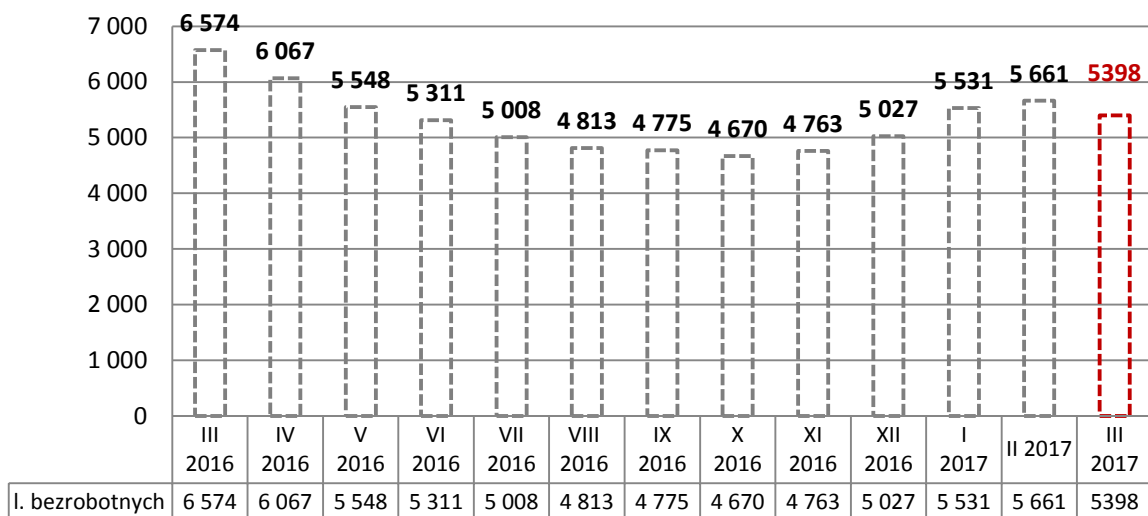 7 000
6 000
5 000
4 000
3 000
2 000
1 000
0
6 574
6 067
5 548
5 311
5 008
4 813
4 775
4 670
4 763
5 027
5 531
5 661
5398
III 2016
IV 2016
V 2016
VI 2016
VII 2016
VIII 2016
IX 2016
X 2016
XI 2016
XII 2016
I 2017
II 2017
III 2017
l. bezrobotnych 6 574 6 067 5 548 5 311 5 008 4 813 4 775 4 670 4 763 5 027 5 531 5 661 5398